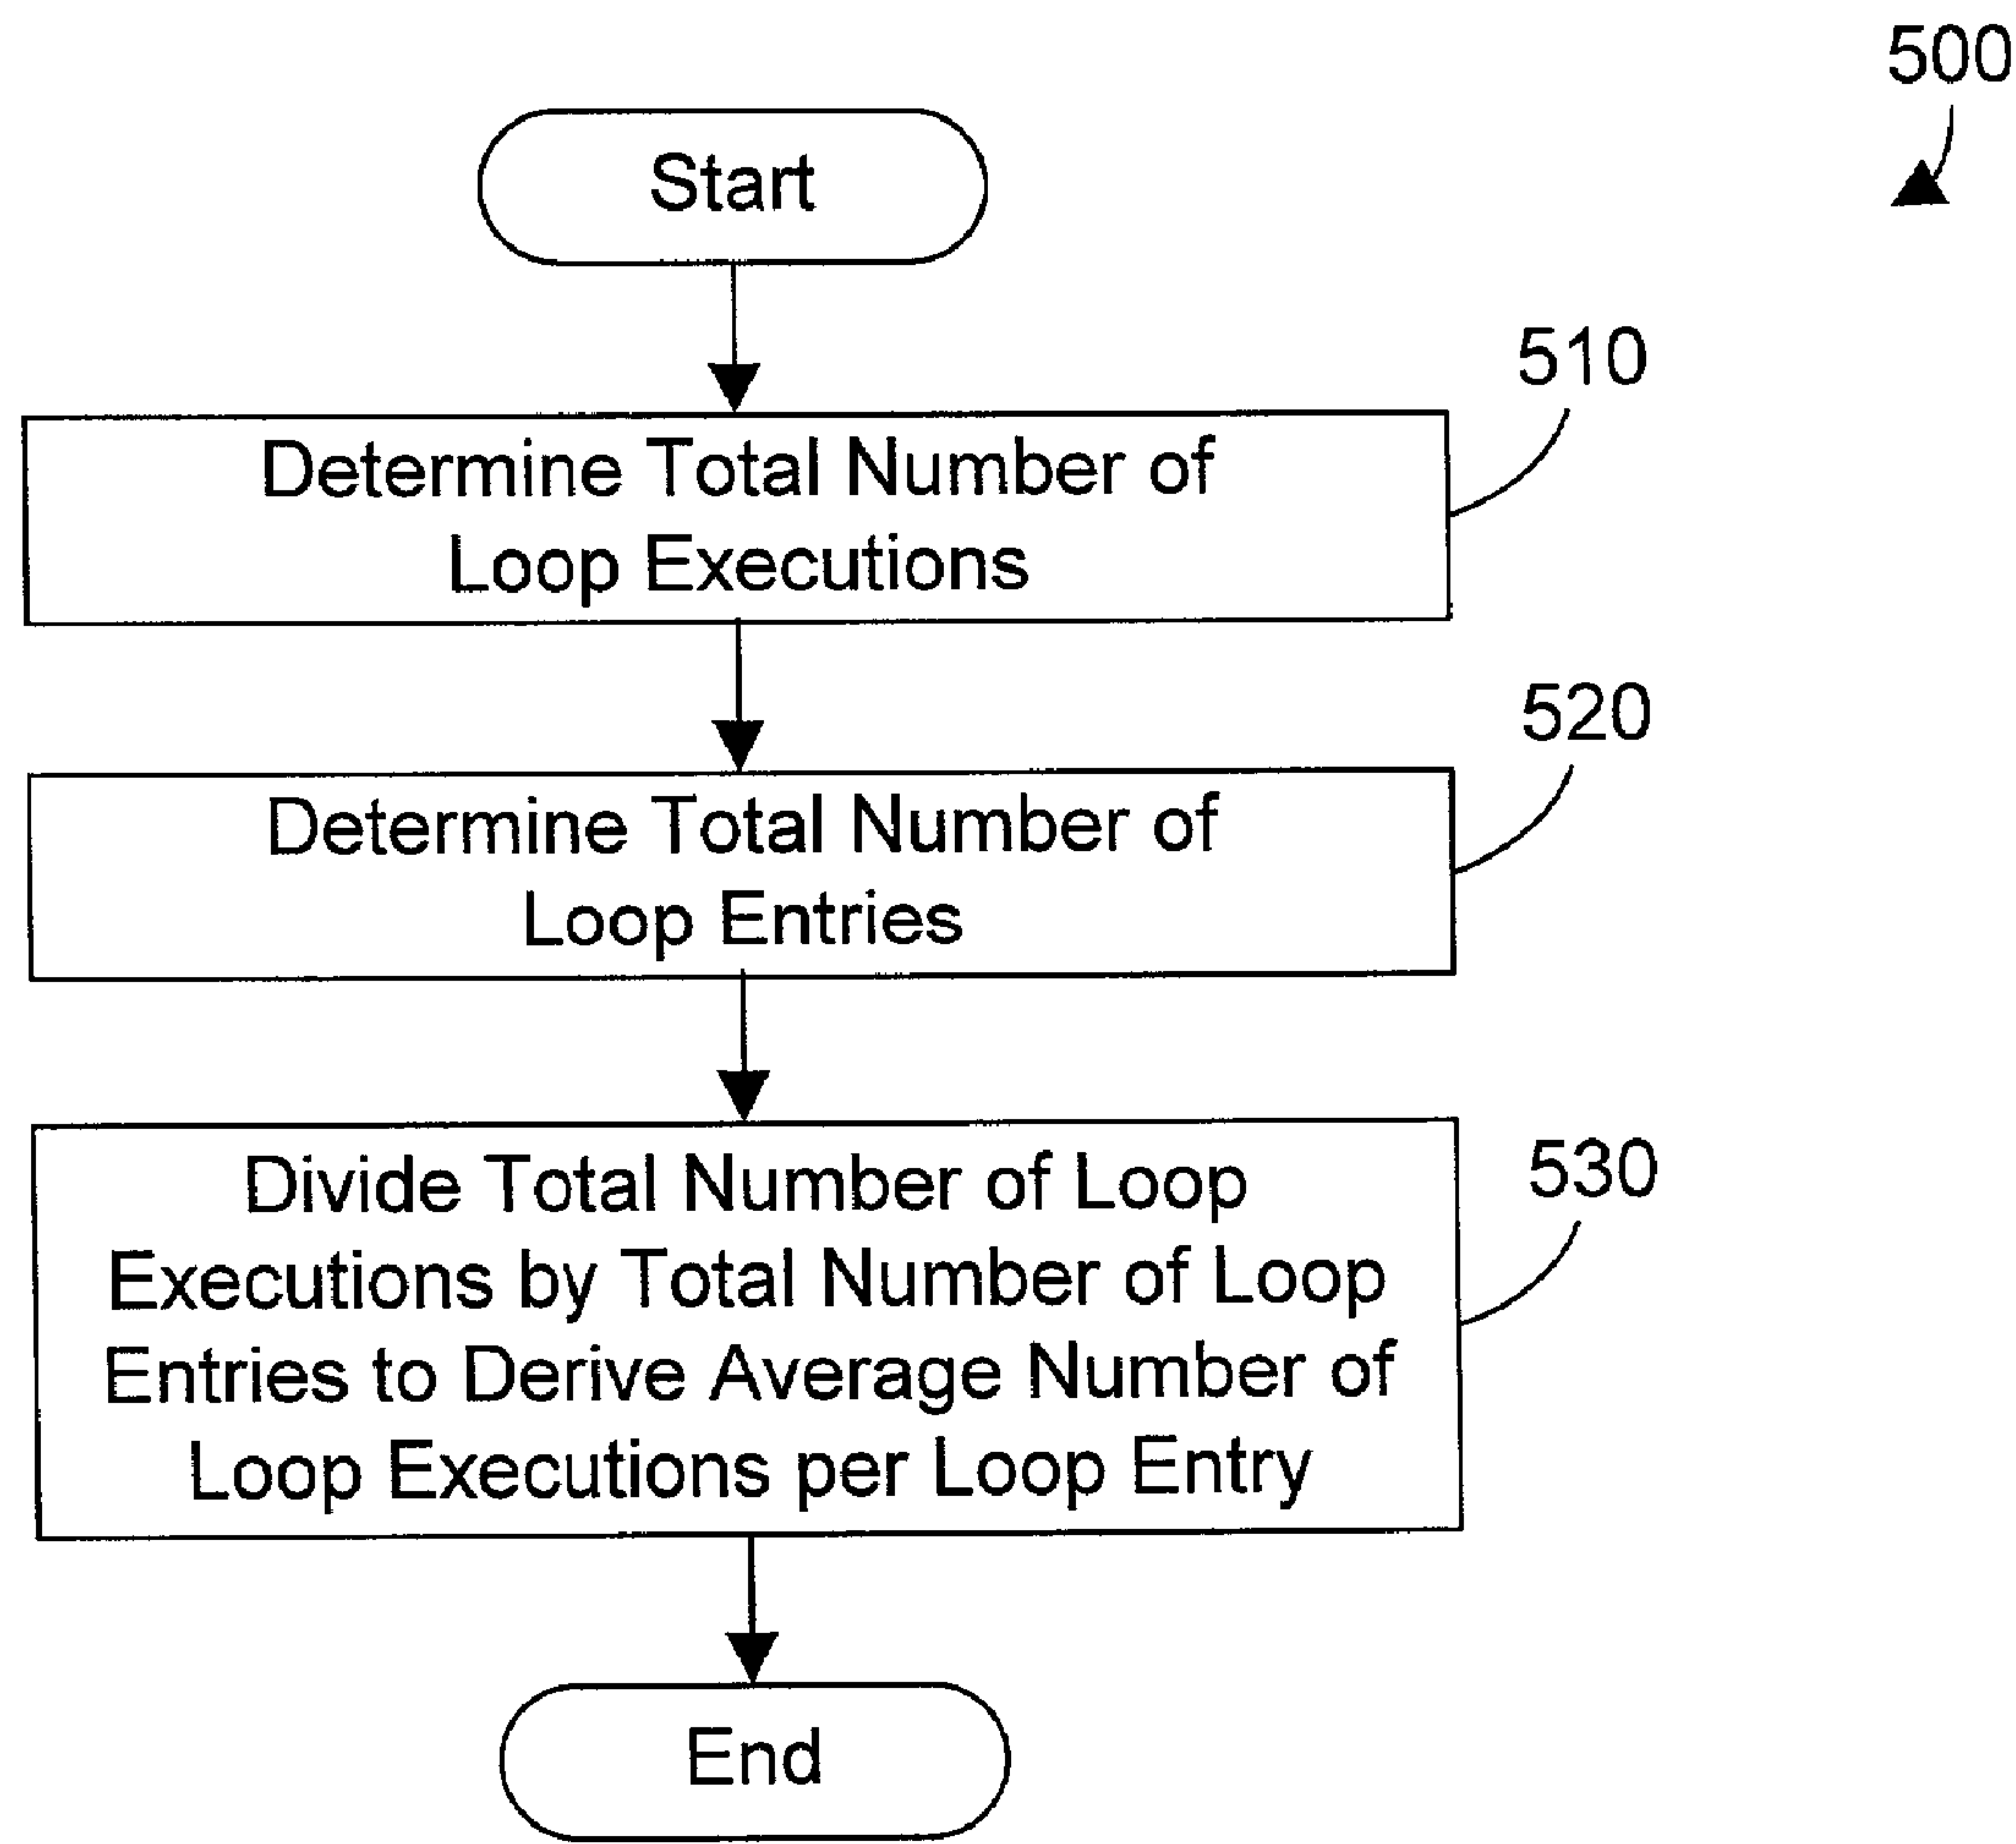 500
Start
510
Determine Total Number of
Loop Executions
520
Determine Total Number of
Loop Entries
530
Divide Total Number of Loop
Executions by Total Number of Loop
Entries to Derive Average Number of
Loop Executions per Loop Entry
End